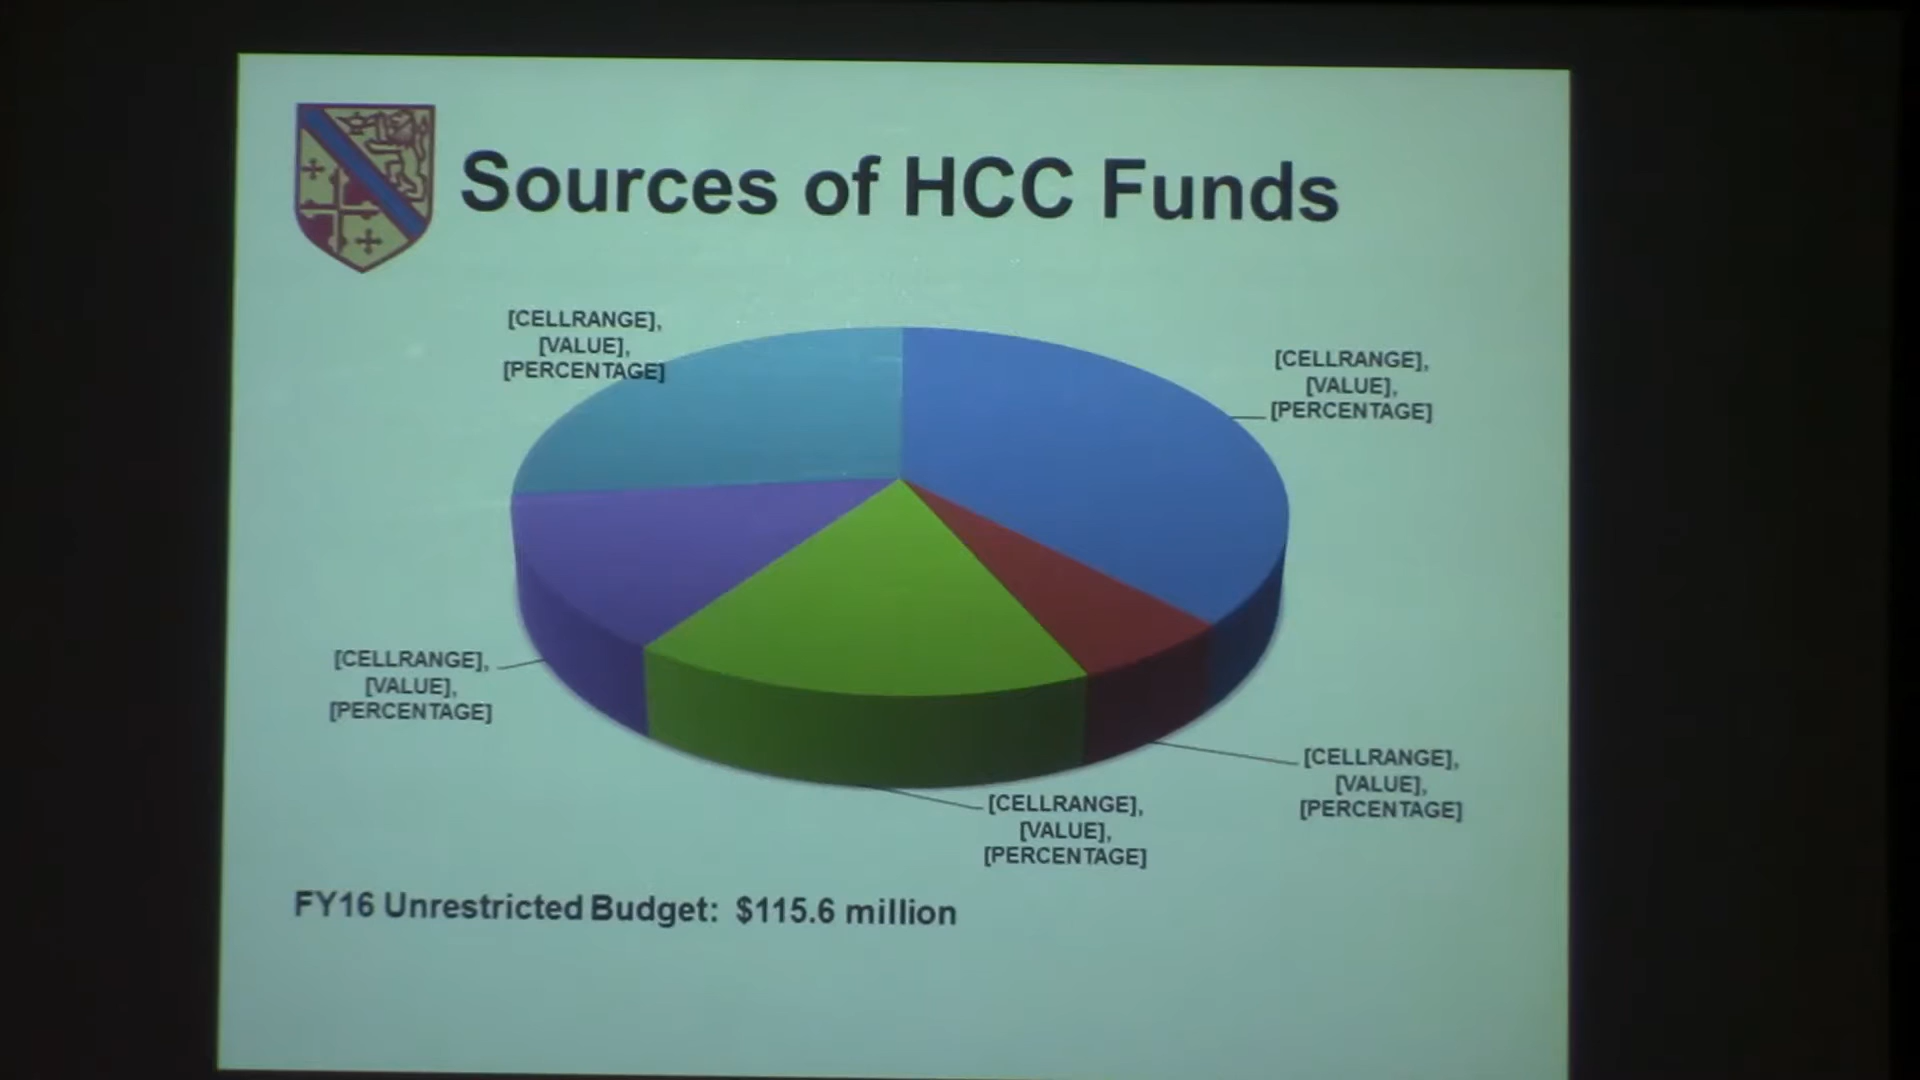 Sources of HCC Funds
[CELLRANGE],
[VALUE],
[PERCENTAGE]
[CELLRANGE],
[VALUE],
[PERCENTAGE]
[CELLRANGE],
[VALUE],
[PERCENTAGE]
[CELLRANGE],
[VALUE],
[PERCENTAGE]
[CELLRANGE],
[VALUE],
[PERCENTAGE]
FY16 Unrestricted Budget: $115.6 million